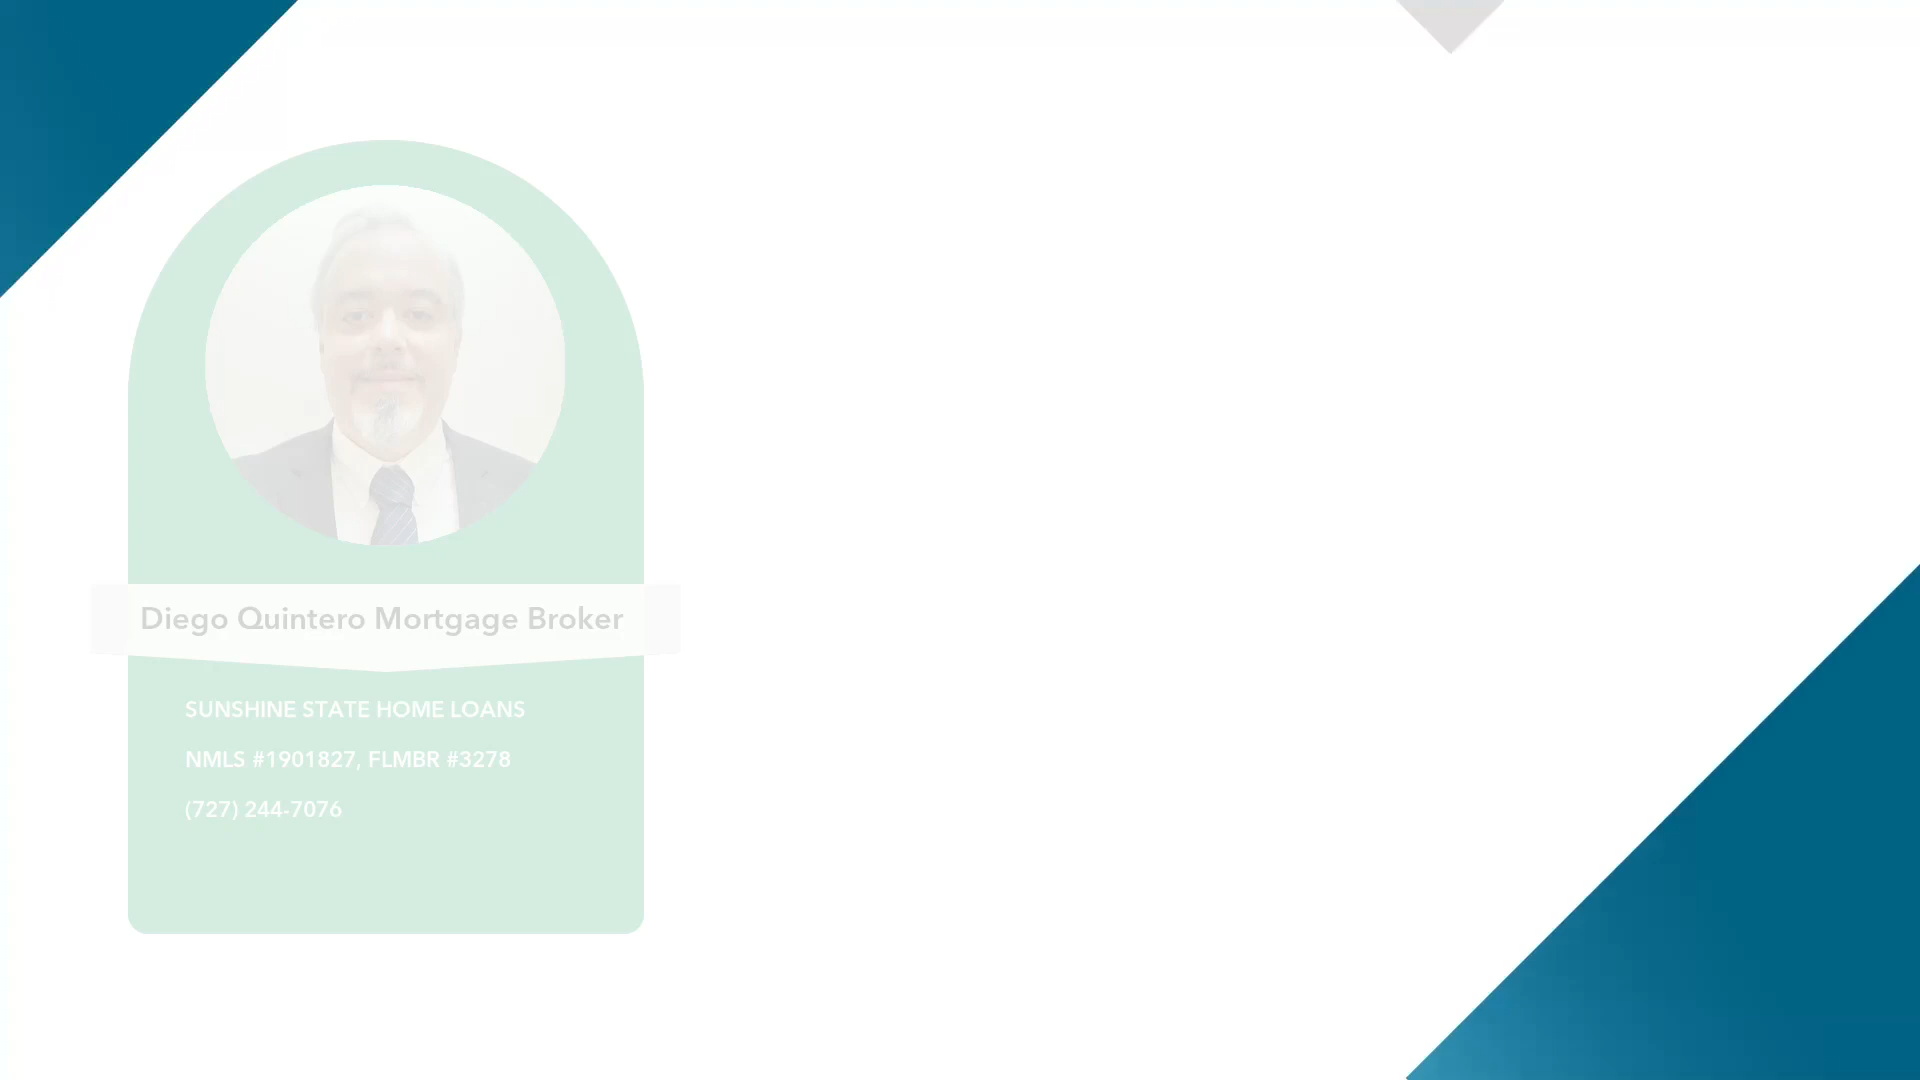 Diego Quintero Mortgage Broker
SUNSHINE STATE HOME LOANS
NMLS #1901827, FLMBR #3278
(727) 244-7076